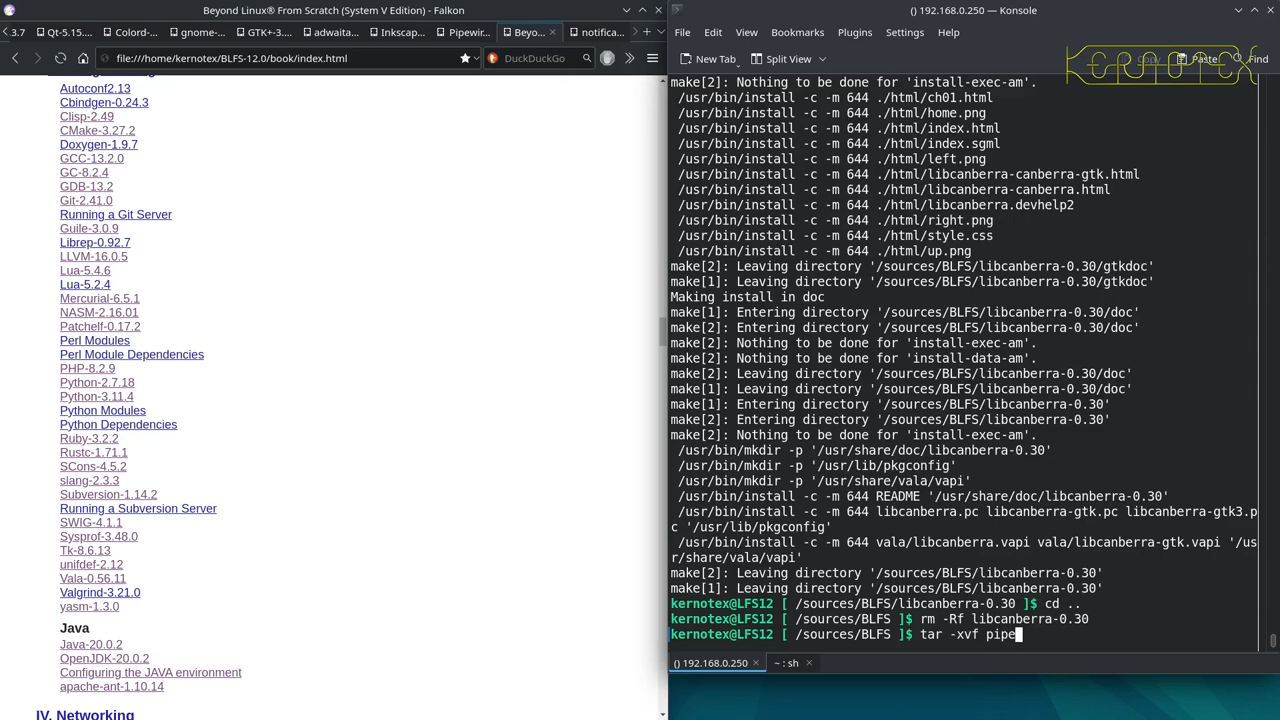 Beyond Linux® From Scratch (System V Edition) - Falkon
3.7 Qt-5.15.... Colord-... gnome-... GTK+-3.... adwaita... Inkscap... Pipewir... Beyo... notifica...
file:///home/kernotex/BLFS-12.0/book/index.html DuckDuckGo
Autoconf2.13
Cbindgen-0.24.3
Clisp-2.49
CMake-3.27.2
Doxygen-1.9.7
GCC-13.2.0
GC-8.2.4
GDB-13.2
Git-2.41.0
Running a Git Server
Guile-3.0.9
Librep-0.92.7
LLVM-16.0.5
Lua-5.4.6
Lua-5.2.4
Mercurial-6.5.1
NASM-2.16.01
Patchelf-0.17.2
Perl Modules
Perl Module Dependencies
PHP-8.2.9
Python-2.7.18
Python-3.11.4
Python Modules
Python Dependencies
Ruby-3.2.2
Rustc-1.71.1
SCons-4.5.2
slang-2.3.3
Subversion-1.14.2
Running a Subversion Server
SWIG-4.1.1
Sysprof-3.48.0
Tk-8.6.13
unifdef-2.12
Vala-0.56.11
Valgrind-3.21.0
yasm-1.3.0
Java
Java-20.0.2
OpenJDK-20.0.2
Configuring the JAVA environment
apache-ant-1.10.14
IV. Networking
() 192.168.0.250 — Konsole
File Edit View Bookmarks Plugins Settings Help
New Tab Split View Copy Paste Find
KERNOTEX
make[2]: Nothing to be done for 'install-exec-am'.
/usr/bin/install -c -m 644 ./html/ch01.html
/usr/bin/install -c -m 644 ./html/home.png
/usr/bin/install -c -m 644 ./html/index.html
/usr/bin/install -c -m 644 ./html/index.sgml
/usr/bin/install -c -m 644 ./html/left.png
/usr/bin/install -c -m 644 ./html/libcanberra-canberra-gtk.html
/usr/bin/install -c -m 644 ./html/libcanberra-canberra.html
/usr/bin/install -c -m 644 ./html/libcanberra.devhelp2
/usr/bin/install -c -m 644 ./html/right.png
/usr/bin/install -c -m 644 ./html/style.css
/usr/bin/install -c -m 644 ./html/up.png
make[2]: Leaving directory '/sources/BLFS/libcanberra-0.30/gtkdoc'
make[1]: Leaving directory '/sources/BLFS/libcanberra-0.30/gtkdoc'
Making install in doc
make[1]: Entering directory '/sources/BLFS/libcanberra-0.30/doc'
make[2]: Entering directory '/sources/BLFS/libcanberra-0.30/doc'
make[2]: Nothing to be done for 'install-exec-am'.
make[2]: Nothing to be done for 'install-data-am'.
make[2]: Leaving directory '/sources/BLFS/libcanberra-0.30/doc'
make[1]: Leaving directory '/sources/BLFS/libcanberra-0.30/doc'
make[1]: Entering directory '/sources/BLFS/libcanberra-0.30'
make[2]: Entering directory '/sources/BLFS/libcanberra-0.30'
make[2]: Nothing to be done for 'install-exec-am'.
/usr/bin/mkdir -p '/usr/share/doc/libcanberra-0.30'
/usr/bin/mkdir -p '/usr/lib/pkgconfig'
/usr/bin/mkdir -p '/usr/share/vala/vapi'
/usr/bin/install -c -m 644 README '/usr/share/doc/libcanberra-0.30'
/usr/bin/install -c -m 644 libcanberra.pc libcanberra-gtk.pc libcanberra-gtk3.p
c '/usr/lib/pkgconfig'
/usr/bin/install -c -m 644 vala/libcanberra.vapi vala/libcanberra-gtk.vapi '/us
r/share/vala/vapi'
make[2]: Leaving directory '/sources/BLFS/libcanberra-0.30'
make[1]: Leaving directory '/sources/BLFS/libcanberra-0.30'
kernotex@LFS12 [ /sources/BLFS/libcanberra-0.30 ]$ cd ..
kernotex@LFS12 [ /sources/BLFS ]$ rm -Rf libcanberra-0.30
kernotex@LFS12 [ /sources/BLFS ]$ tar -xvf pipe
() 192.168.0.250 ~ : sh